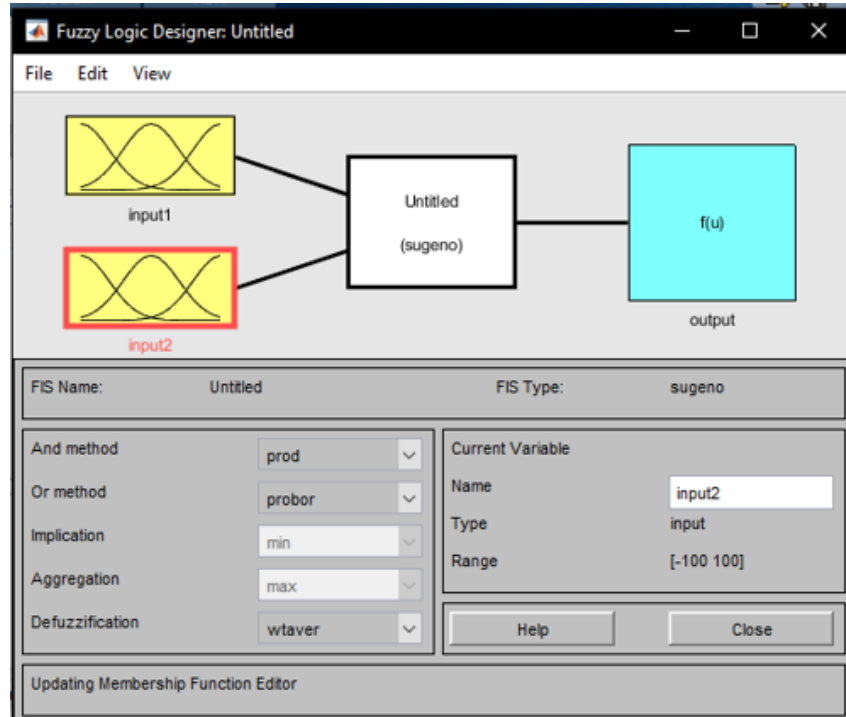 Fuzzy Logic Designer: Untitled
File Edit View
input1
input2
Untitled
(sugeno)
f(u)
output
FIS Name: Untitled FIS Type: sugeno
And method prod
Or method probor
Implication min
Aggregation max
Defuzzification wtaver
Current Variable
Name input2
Type input
Range [-100 100]
Help Close
Updating Membership Function Editor